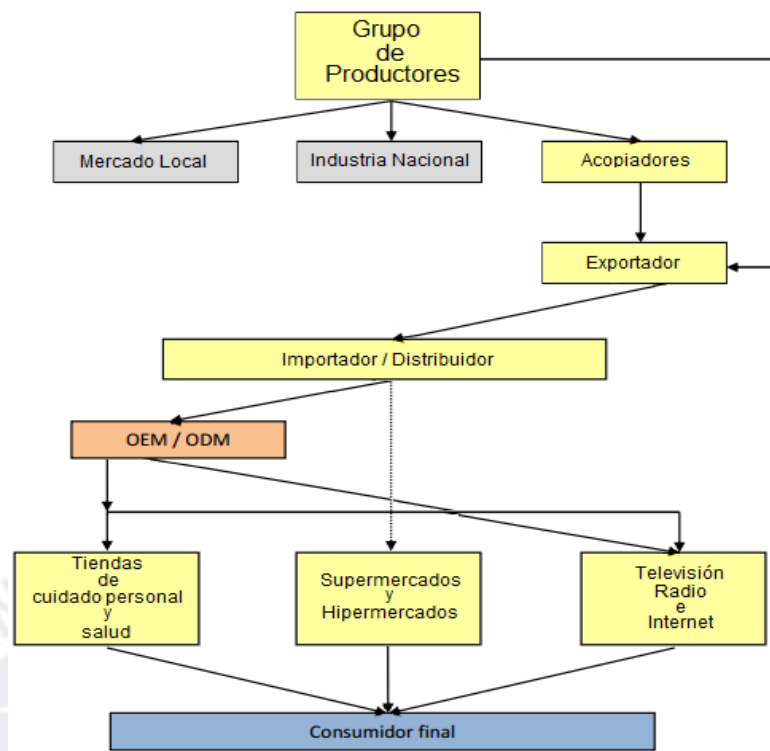 Grupo
de
Productores
Mercado Local
Industria Nacional
Acopiadores
Exportador
Importador / Distribuidor
OEM / ODM
Tiendas
de
cuidado personal
y
salud
Supermercados
y
Hipermercados
Televisión
Radio
e
Internet
Consumidor final